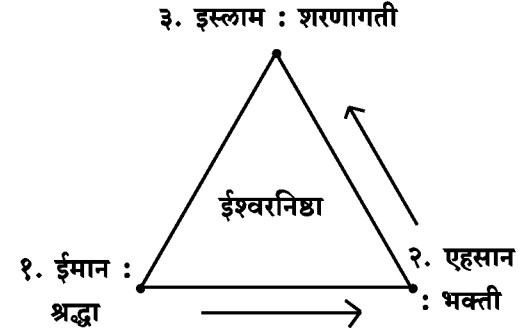 ३. इस्लाम : शरणागती
ईश्वरनिष्ठा
१. ईमान :
श्रद्धा
२. एहसान
: भक्ती